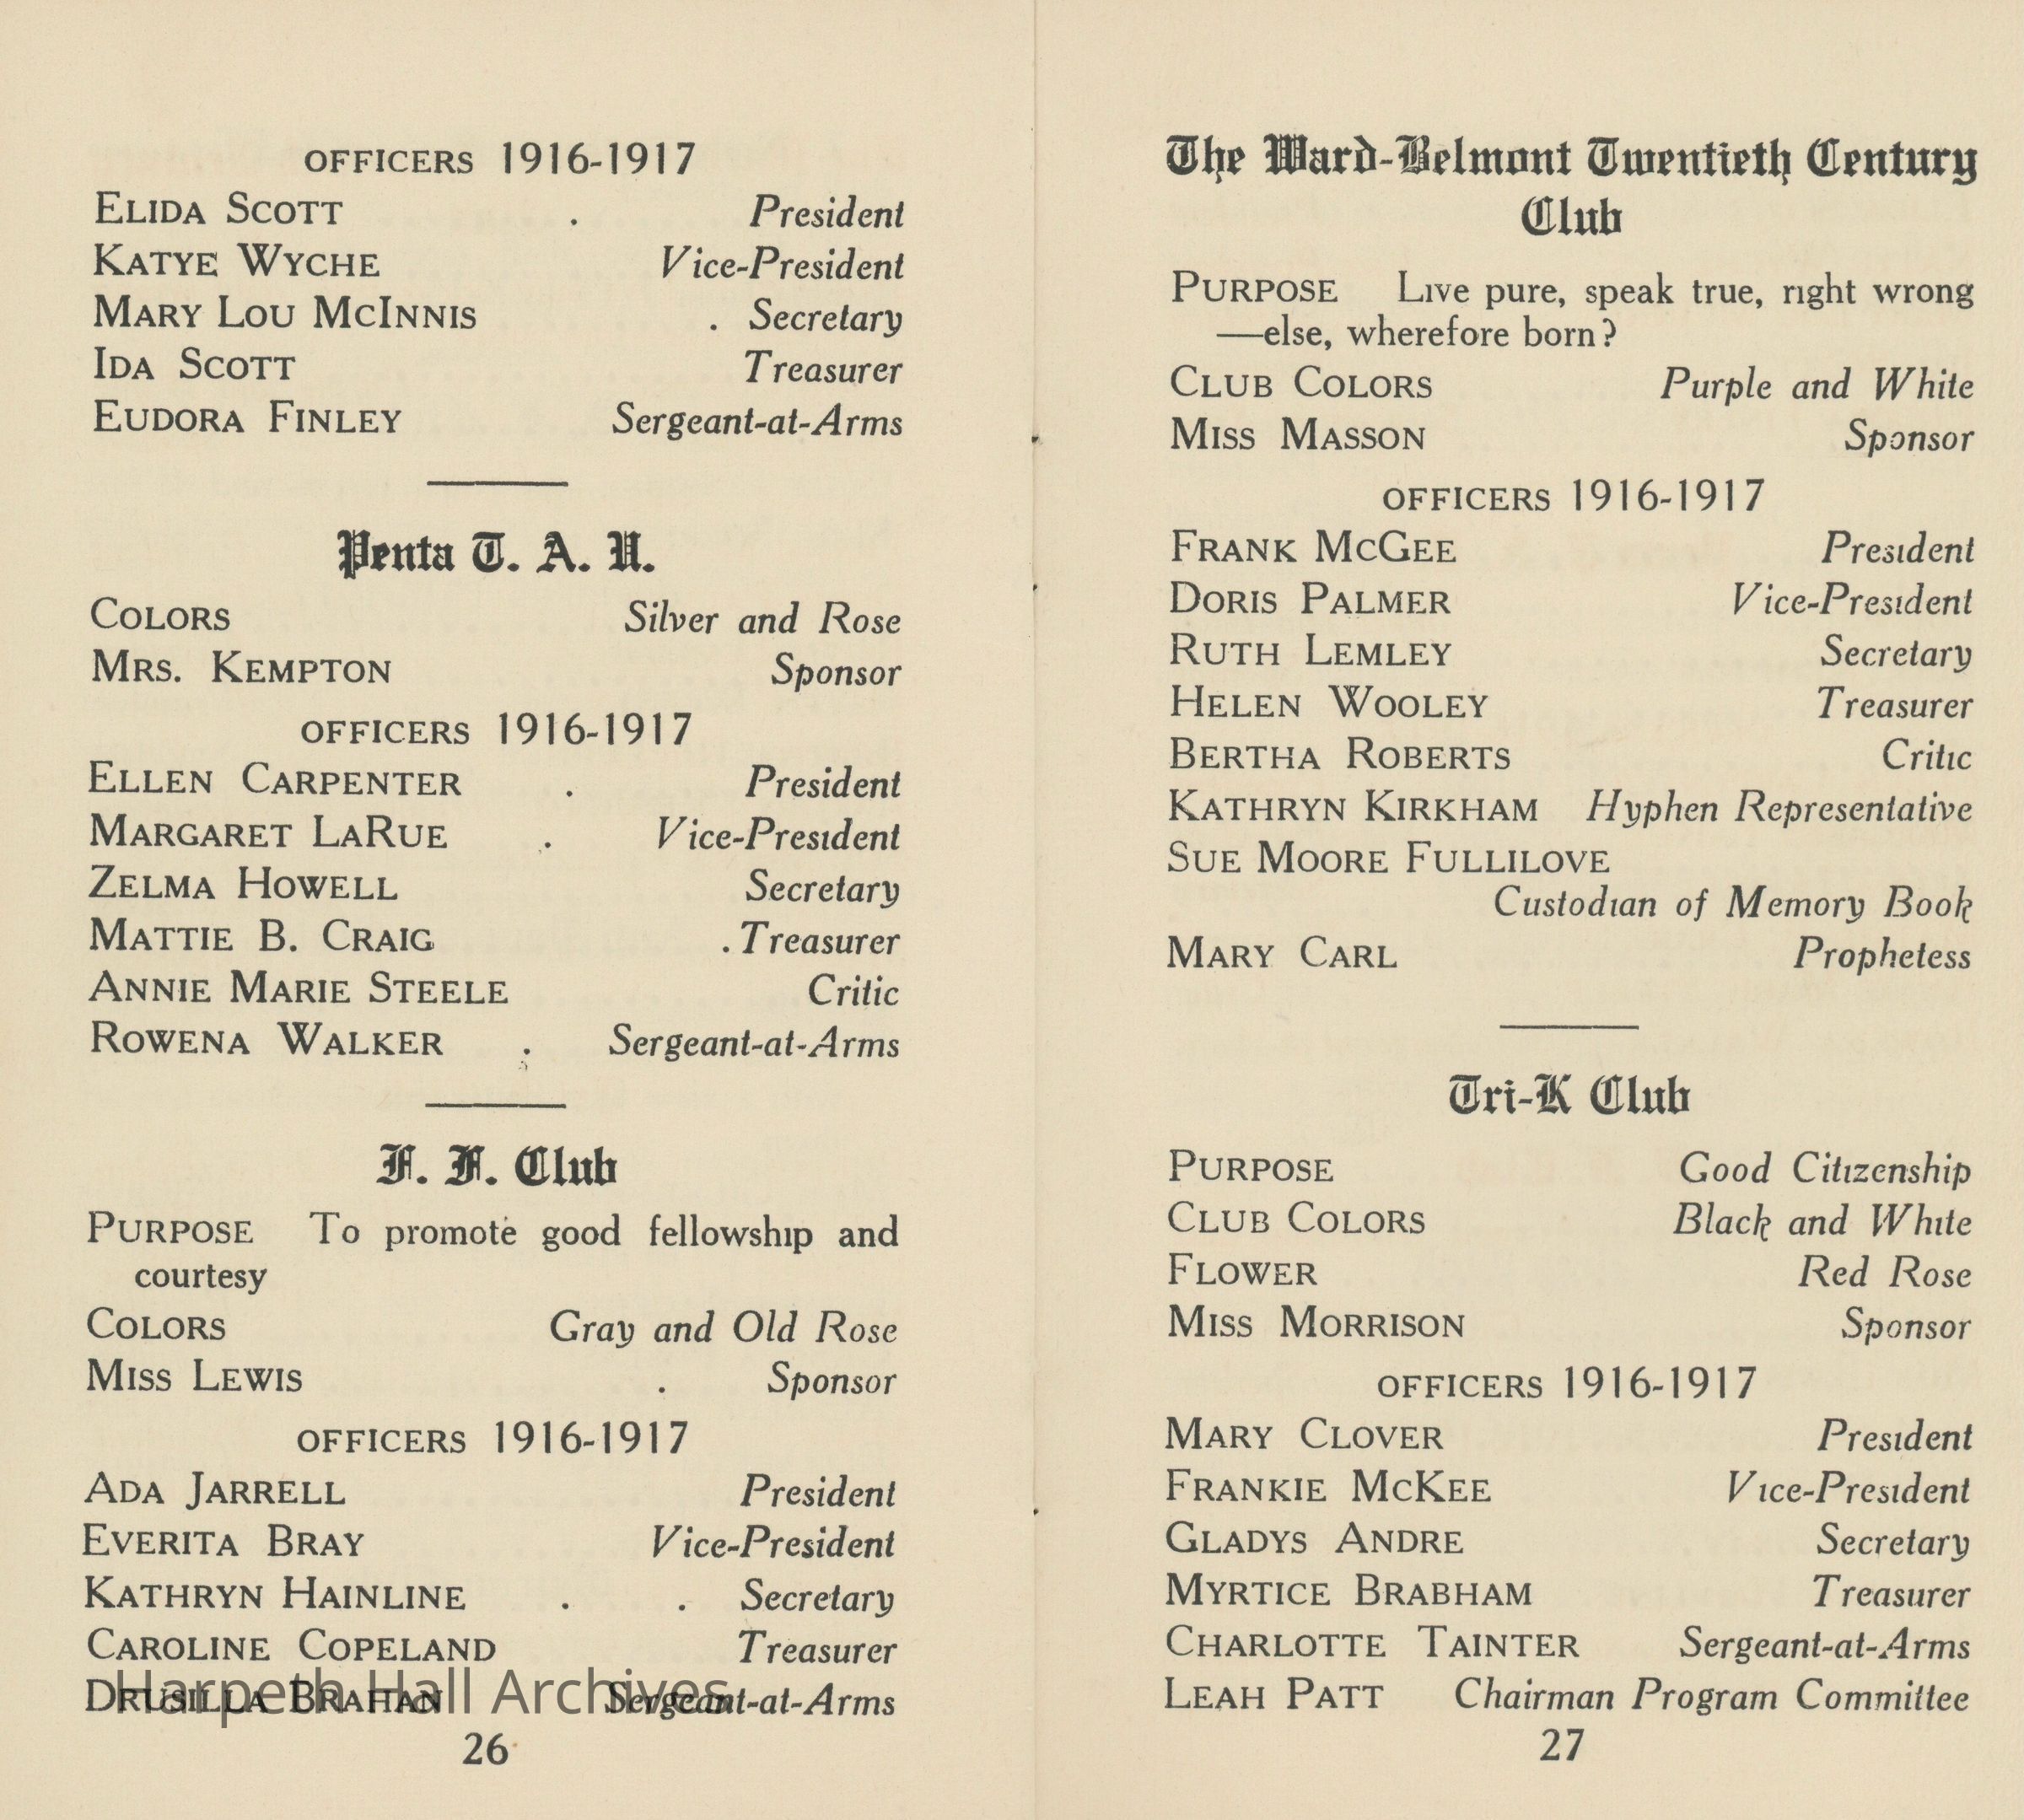 OFFICERS 1916-1917
ELIDA SCOTT . President
KATYE WYCHE Vice-President
MARY LOU MCINNIS . Secretary
IDA SCOTT Treasurer
EUDORA FINLEY Sergeant-at-Arms
Penta T. A. U.
COLORS Silver and Rose
MRS. KEMPTON Sponsor
OFFICERS 1916-1917
ELLEN CARPENTER . President
MARGARET LARUE . Vice-President
ZELMA HOWELL Secretary
MATTIE B. CRAIG . Treasurer
ANNIE MARIE STEELE Critic
ROWENA WALKER . Sergeant-at-Arms
F. F. Club
PURPOSE To promote good fellowship and
courtesy
COLORS Gray and Old Rose
MISS LEWIS . Sponsor
OFFICERS 1916-1917
ADA JARRELL President
EVERITA BRAY Vice-President
KATHRYN HAINLINE . . Secretary
CAROLINE COPELAND Treasurer
DRUSILLA BRAHAN Sergeant-at-Arms
Harpeth Hall Archives
26
The Ward-Belmont Twentieth Century
Club
PURPOSE Live pure, speak true, right wrong
—else, wherefore born?
CLUB COLORS Purple and White
MISS MASSON Sponsor
OFFICERS 1916-1917
FRANK MCGEE President
DORIS PALMER Vice-President
RUTH LEMLEY Secretary
HELEN WOOLEY Treasurer
BERTHA ROBERTS Critic
KATHRYN KIRKHAM Hyphen Representative
SUE MOORE FULLILOVE
Custodian of Memory Book
MARY CARL Prophetess
Tri-K Club
PURPOSE Good Citizenship
CLUB COLORS Black and White
FLOWER Red Rose
MISS MORRISON Sponsor
OFFICERS 1916-1917
MARY CLOVER President
FRANKIE MCKEE Vice-President
GLADYS ANDRE Secretary
MYRTICE BRABHAM Treasurer
CHARLOTTE TAINTER Sergeant-at-Arms
LEAH PATT Chairman Program Committee
27